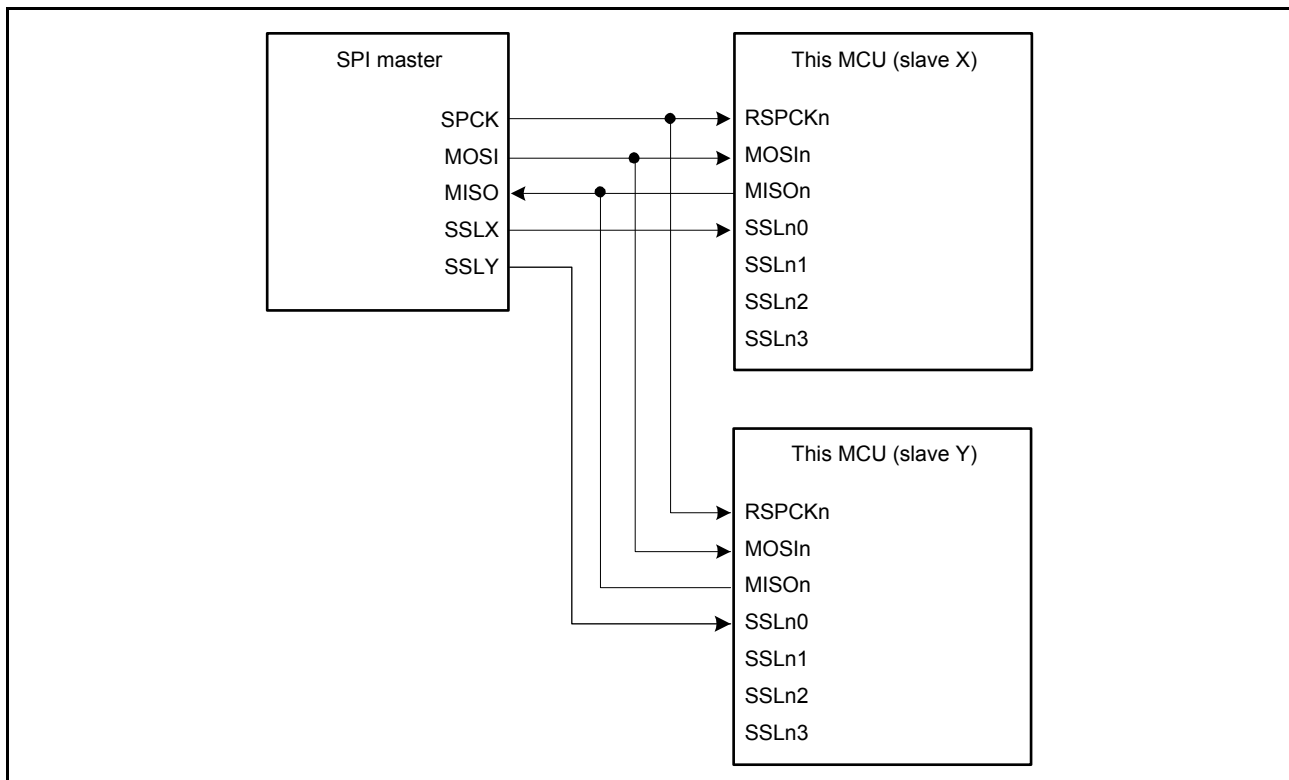 SPI master
SPCK
MOSI
MISO
SSLX
SSLY
This MCU (slave X)
RSPCKn
MOSIn
MISOn
SSLn0
SSLn1
SSLn2
SSLn3
This MCU (slave Y)
RSPCKn
MOSIn
MISOn
SSLn0
SSLn1
SSLn2
SSLn3